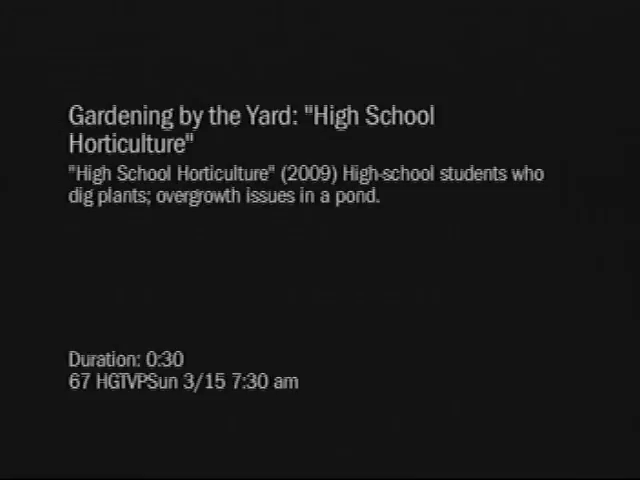 Gardening by the Yard: "High School
Horticulture"
"High School Horticulture" (2009) High-school students who
dig plants; overgrowth issues in a pond.
Duration: 0:30
67 HGTVPSun 3/15 7:30 am